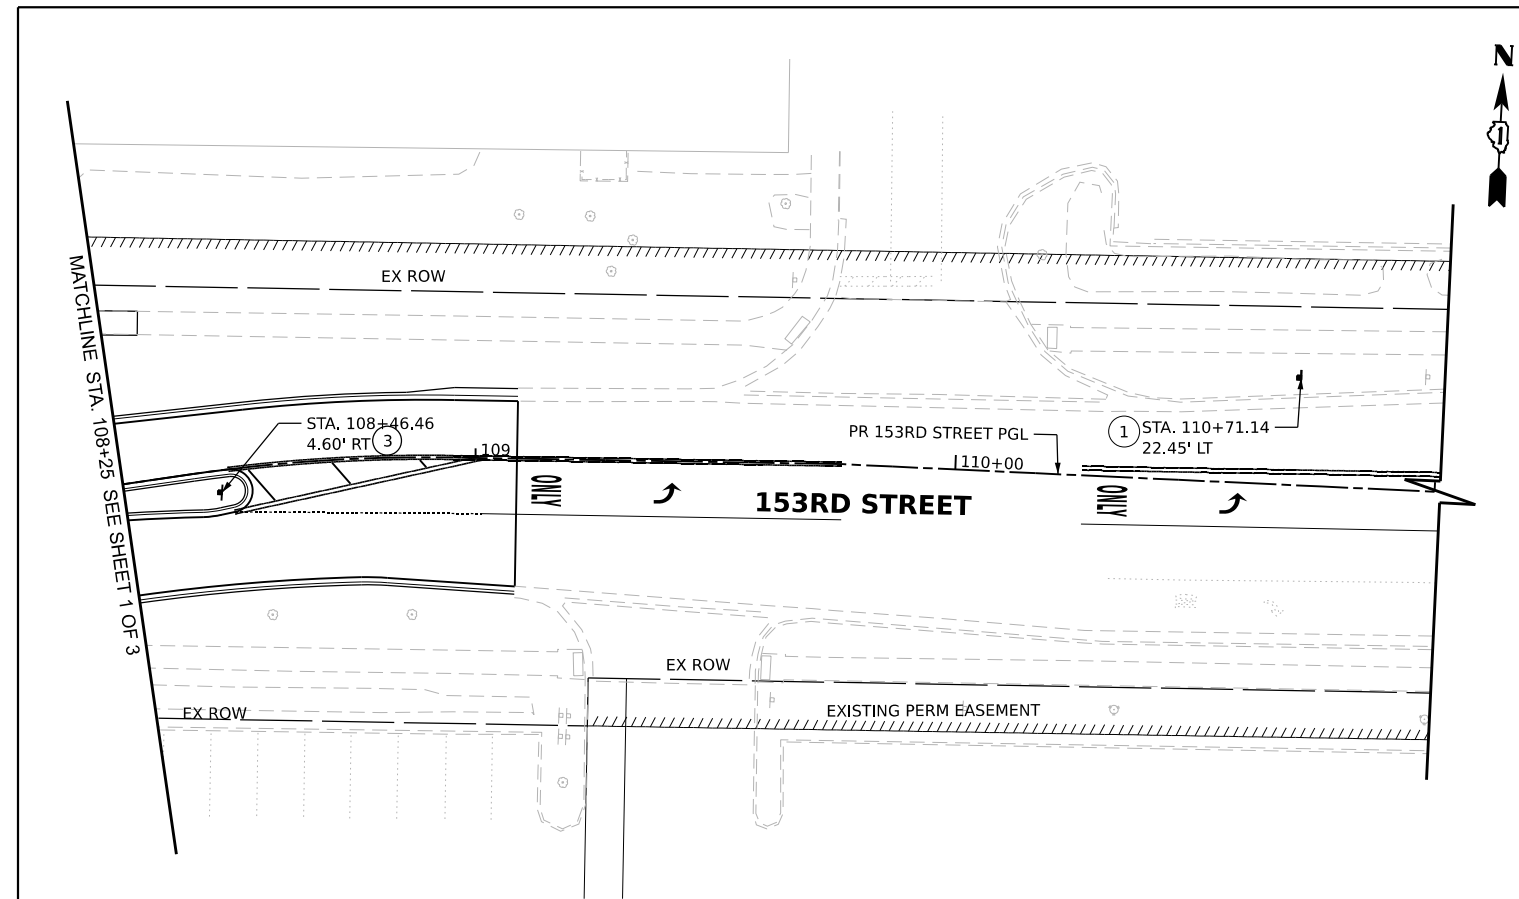 N
1
EX ROW
MATCHLINE STA. 108+25 SEE SHEET 1 OF 3
STA. 108+46.46
4.60' RT 3
109
PR 153RD STREET PGL
110+00
1 STA. 110+71.14
22.45' LT
ONLY
153RD STREET
ONLY
EX ROW
EX ROW
EXISTING PERM EASEMENT